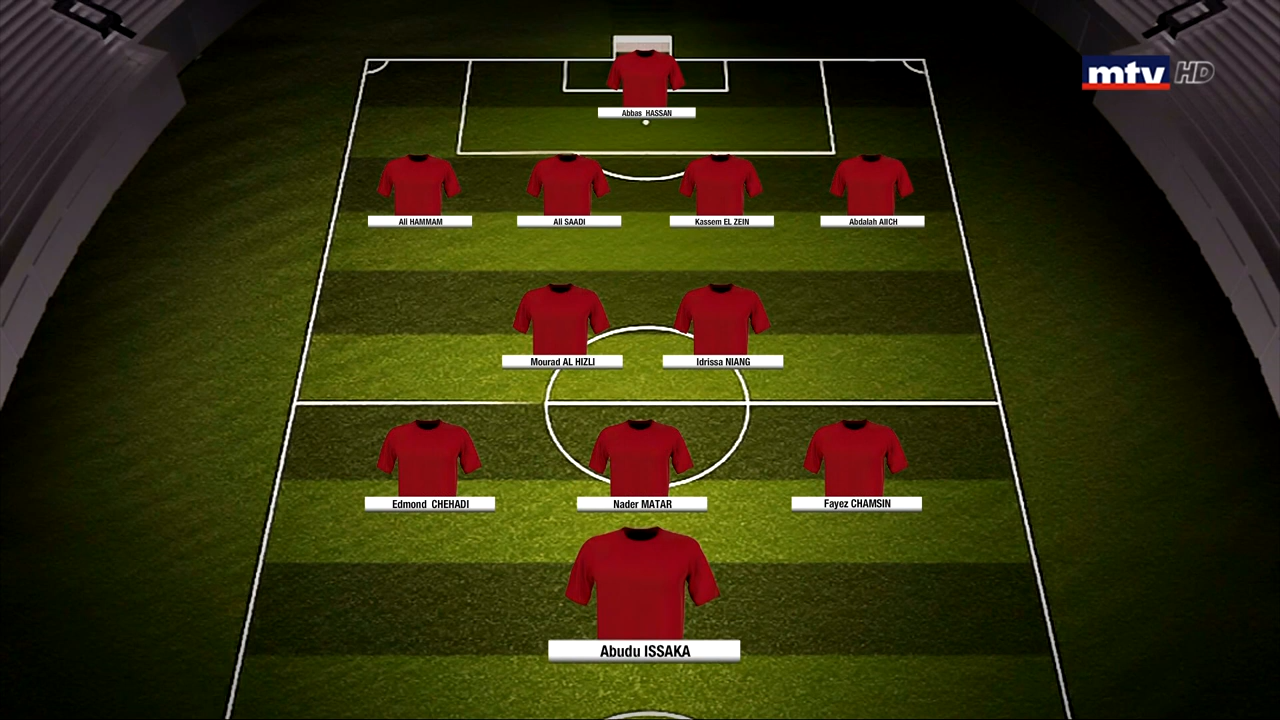 mtv HD
Abbas HASSAN
Ali HAMMAM
Ali SAADI
Kassem EL ZEIN
Abdalah AIICH
Mourad AL HIZLI
Idrissa NIANG
Edmond CHEHADI
Nader MATAR
Fayez CHAMSIN
Abudu ISSAKA